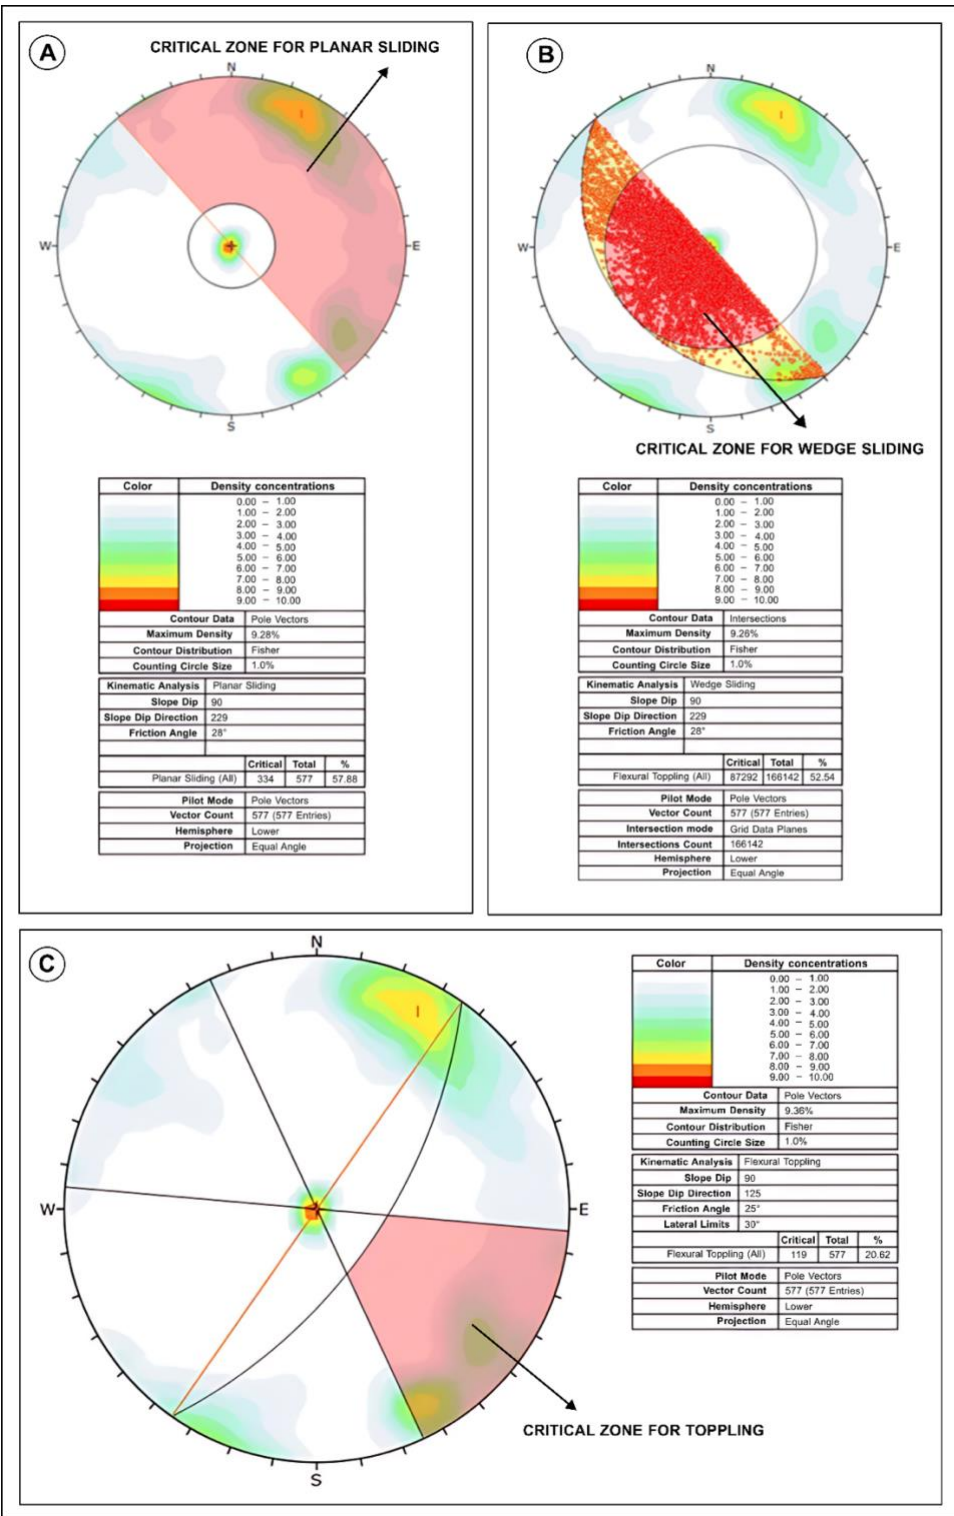 A
CRITICAL ZONE FOR PLANAR SLIDING
N
W
E
S
I
Color Density concentrations
0.00 – 1.00
1.00 – 2.00
2.00 – 3.00
3.00 – 4.00
4.00 – 5.00
5.00 – 6.00
6.00 – 7.00
7.00 – 8.00
8.00 – 9.00
9.00 – 10.00
Contour Data Pole Vectors
Maximum Density 9.28%
Contour Distribution Fisher
Counting Circle Size 1.0%
Kinematic Analysis Planar Sliding
Slope Dip 90
Slope Dip Direction 229
Friction Angle 28°
Critical Total %
Planar Sliding (All) 334 577 57.88
Pilot Mode Pole Vectors
Vector Count 577 (577 Entries)
Hemisphere Lower
Projection Equal Angle
B
N
W
E
S
I
CRITICAL ZONE FOR WEDGE SLIDING
Color Density concentrations
0.00 – 1.00
1.00 – 2.00
2.00 – 3.00
3.00 – 4.00
4.00 – 5.00
5.00 – 6.00
6.00 – 7.00
7.00 – 8.00
8.00 – 9.00
9.00 – 10.00
Contour Data Intersections
Maximum Density 9.26%
Contour Distribution Fisher
Counting Circle Size 1.0%
Kinematic Analysis Wedge Sliding
Slope Dip 90
Slope Dip Direction 229
Friction Angle 28°
Critical Total %
Flexural Toppling (All) 87292 166142 52.54
Pilot Mode Pole Vectors
Vector Count 577 (577 Entries)
Intersection mode Grid Data Planes
Intersections Count 166142
Hemisphere Lower
Projection Equal Angle
C
N
W
E
S
I
CRITICAL ZONE FOR TOPPLING
Color Density concentrations
0.00 – 1.00
1.00 – 2.00
2.00 – 3.00
3.00 – 4.00
4.00 – 5.00
5.00 – 6.00
6.00 – 7.00
7.00 – 8.00
8.00 – 9.00
9.00 – 10.00
Contour Data Pole Vectors
Maximum Density 9.36%
Contour Distribution Fisher
Counting Circle Size 1.0%
Kinematic Analysis Flexural Toppling
Slope Dip 90
Slope Dip Direction 125
Friction Angle 25°
Lateral Limits 30°
Critical Total %
Flexural Toppling (All) 119 577 20.62
Pilot Mode Pole Vectors
Vector Count 577 (577 Entries)
Hemisphere Lower
Projection Equal Angle